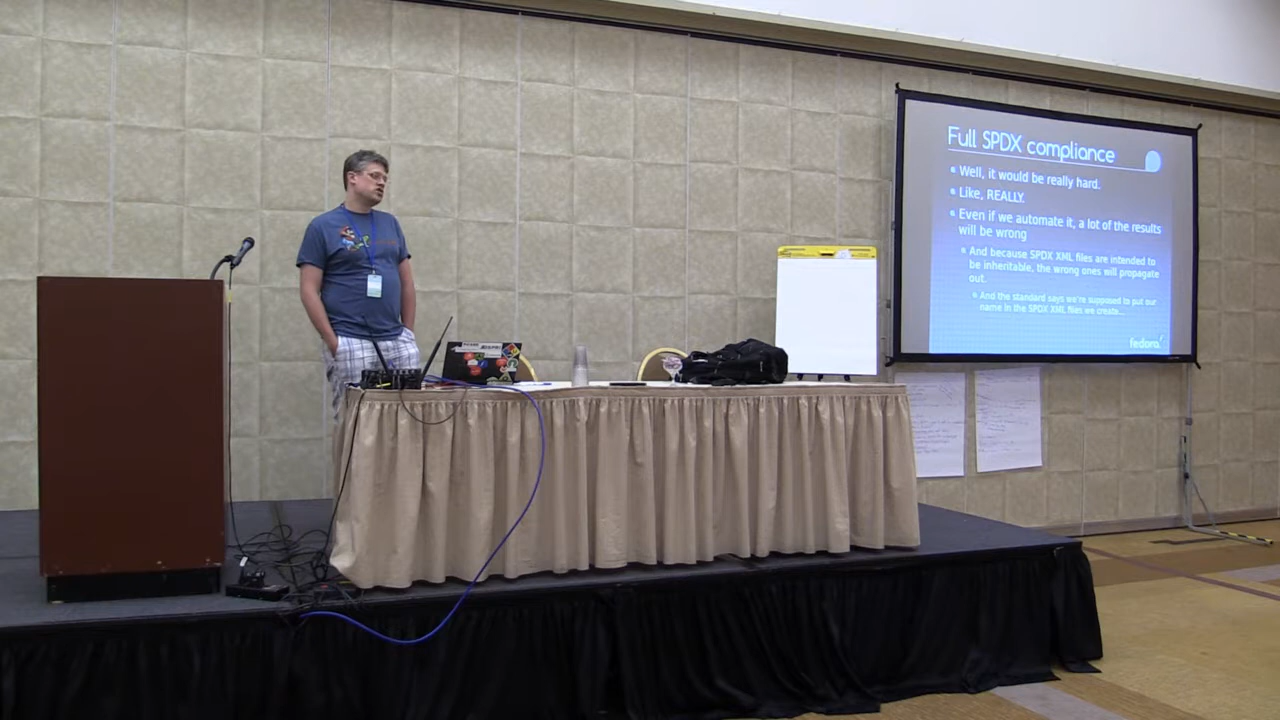 Full SPDX compliance
Well, it would be really hard.
Like, REALLY.
Even if we automate it, a lot of the results
will be wrong
And because SPDX XML files are intended to
be inheritable, the wrong ones will propagate
out.
And the standard says we're supposed to put our
name in the SPDX XML files we create...
fedora